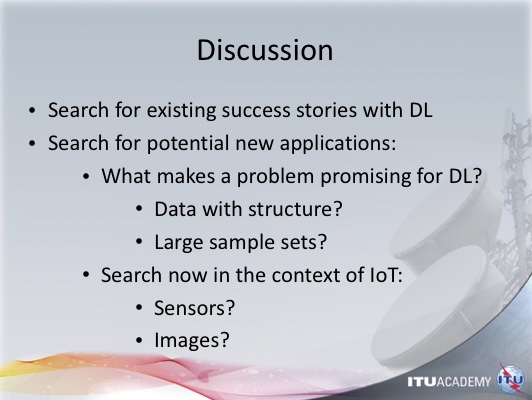 Discussion
• Search for existing success stories with DL
• Search for potential new applications:
• What makes a problem promising for DL?
• Data with structure?
• Large sample sets?
• Search now in the context of IoT:
• Sensors?
• Images?
ITUACADEMY ITU